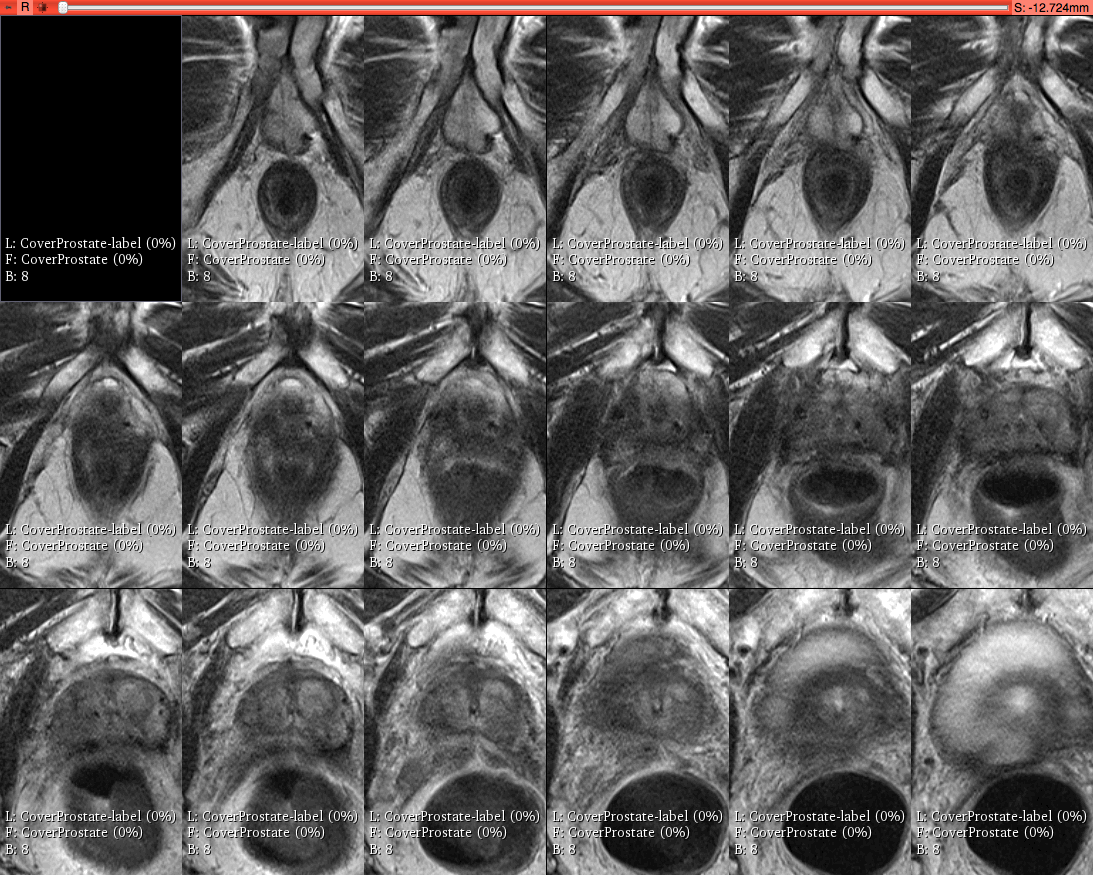 R S: -12.724mm
L: CoverProstate-label (0%)
F: CoverProstate (0%)
B: 8
L: CoverProstate-label (0%)
F: CoverProstate (0%)
B: 8
L: CoverProstate-label (0%)
F: CoverProstate (0%)
B: 8
L: CoverProstate-label (0%)
F: CoverProstate (0%)
B: 8
L: CoverProstate-label (0%)
F: CoverProstate (0%)
B: 8
L: CoverProstate-label (0%)
F: CoverProstate (0%)
B: 8
L: CoverProstate-label (0%)
F: CoverProstate (0%)
B: 8
L: CoverProstate-label (0%)
F: CoverProstate (0%)
B: 8
L: CoverProstate-label (0%)
F: CoverProstate (0%)
B: 8
L: CoverProstate-label (0%)
F: CoverProstate (0%)
B: 8
L: CoverProstate-label (0%)
F: CoverProstate (0%)
B: 8
L: CoverProstate-label (0%)
F: CoverProstate (0%)
B: 8
L: CoverProstate-label (0%)
F: CoverProstate (0%)
B: 8
L: CoverProstate-label (0%)
F: CoverProstate (0%)
B: 8
L: CoverProstate-label (0%)
F: CoverProstate (0%)
B: 8
L: CoverProstate-label (0%)
F: CoverProstate (0%)
B: 8
L: CoverProstate-label (0%)
F: CoverProstate (0%)
B: 8
L: CoverProstate-label (0%)
F: CoverProstate (0%)
B: 8